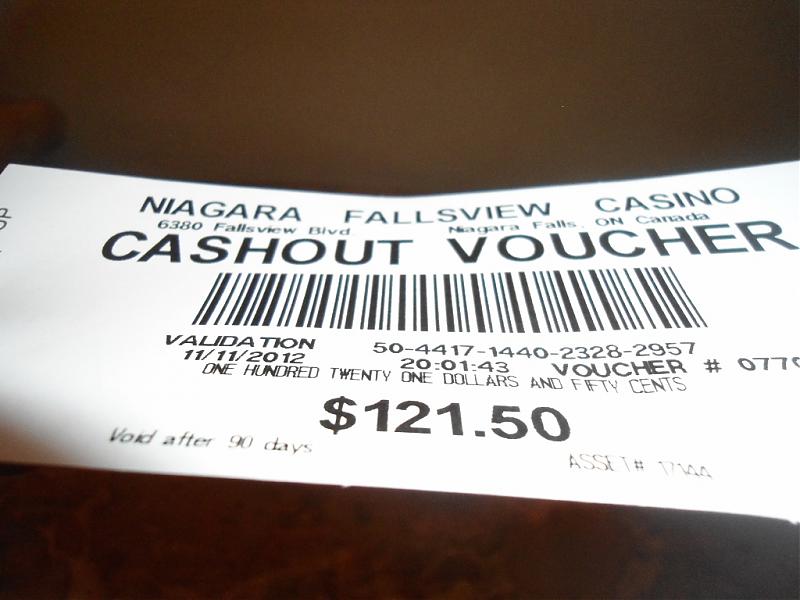 NIAGARA FALLSVIEW CASINO
6380 Fallsview Blvd. Niagara Falls, ON Canada
CASHOUT VOUCHER
VALIDATION 50-4417-1440-2328-2957
11/11/2012 20:01:43 VOUCHER # 0770
ONE HUNDRED TWENTY ONE DOLLARS AND FIFTY CENTS
$121.50
Void after 90 days
ASSET# 17144